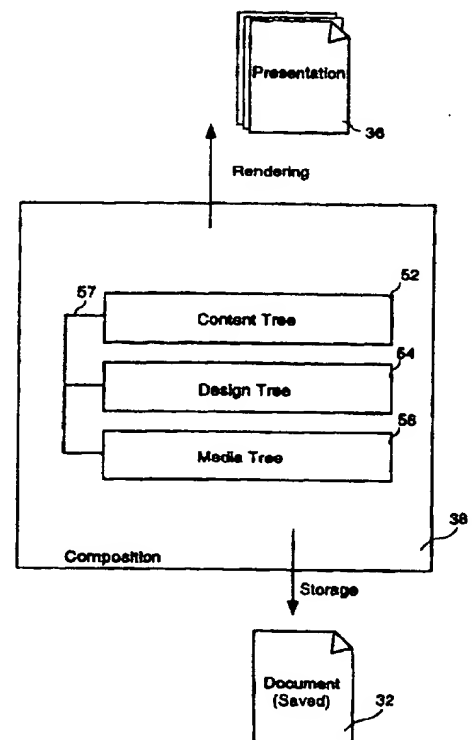 Presentation
36
Rendering
52
57
Content Tree
54
Design Tree
56
Media Tree
38
Composition
Storage
Document
(Saved)
32